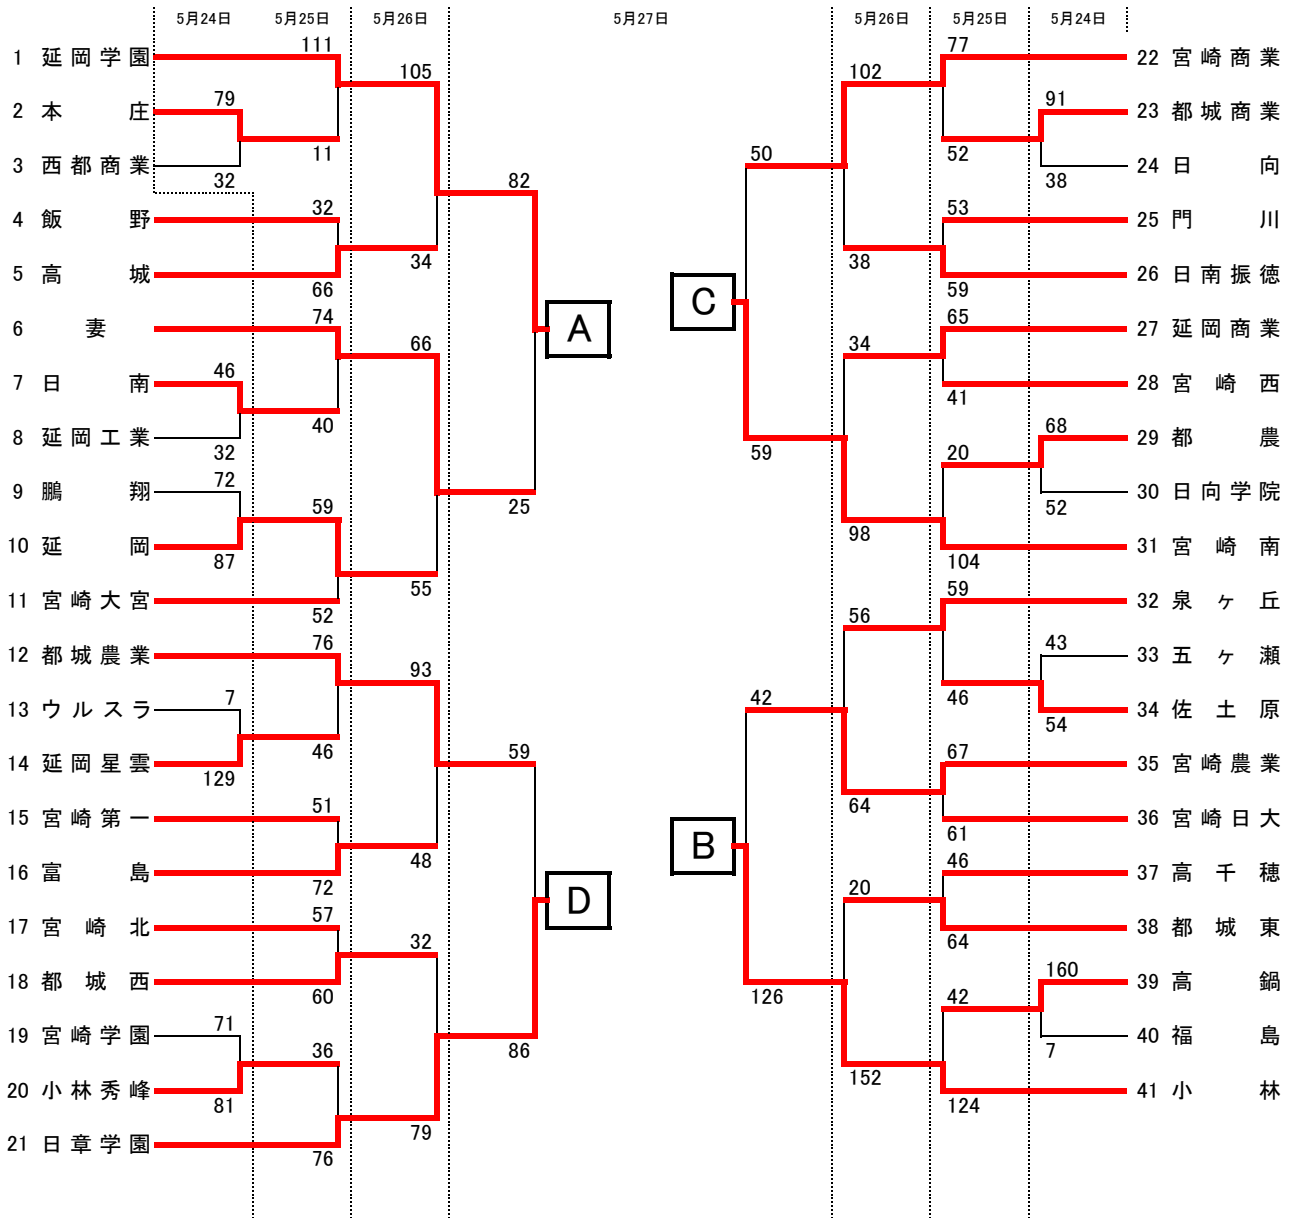 5月24日 5月25日 5月26日 5月27日 5月26日 5月25日 5月24日
1 延岡学園 111
105
2 本庄 79
11
3 西都商業 32
82
4 飯野 32
34
5 高城 66
6 妻 74
A
66
7 日南 46
40
8 延岡工業 32
9 鵬翔 72
59
25
10 延岡 87
55
11 宮崎大宮 52
12 都城農業 76
93
13 ウルスラ 7
46
14 延岡星雲 129
59
15 宮崎第一 51
48
16 富島 72
D
17 宮崎北 57
32
18 都城西 60
19 宮崎学園 71
36
86
20 小林秀峰 81
79
21 日章学園 76
77 22 宮崎商業
102
91 23 都城商業
52
38 24 日向
50
53 25 門川
38
59 26 日南振徳
C
65 27 延岡商業
34
41 28 宮崎西
68 29 都農
20
59
52 30 日向学院
98
104 31 宮崎南
59 32 泉ヶ丘
56
43 33 五ヶ瀬
46
54 34 佐土原
42
67 35 宮崎農業
64
61 36 宮崎日大
B
46 37 高千穂
20
64 38 都城東
160 39 高鍋
42
126
7 40 福島
152
124 41 小林